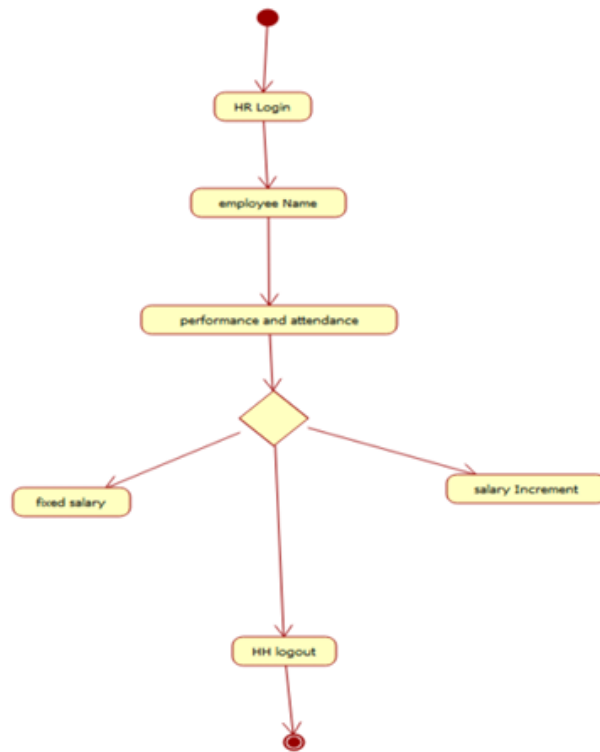 HR Login
employee Name
performance and attendance
fixed salary
salary Increment
HH logout